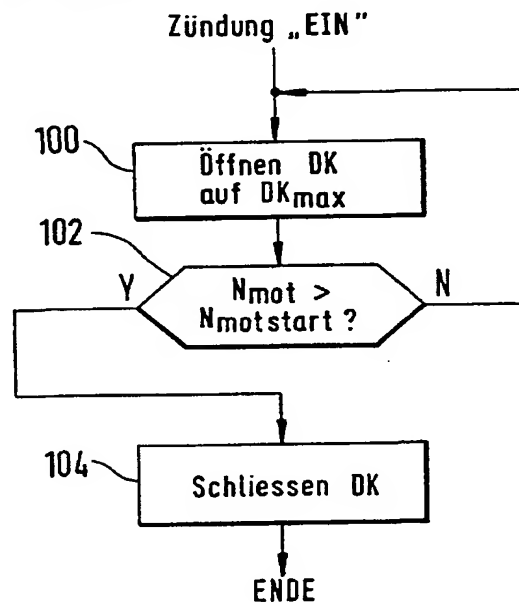 Zündung „EIN"
100
Öffnen DK
auf DKmax
102
Y
Nmot >
Nmotstart ?
N
104
Schliessen DK
ENDE